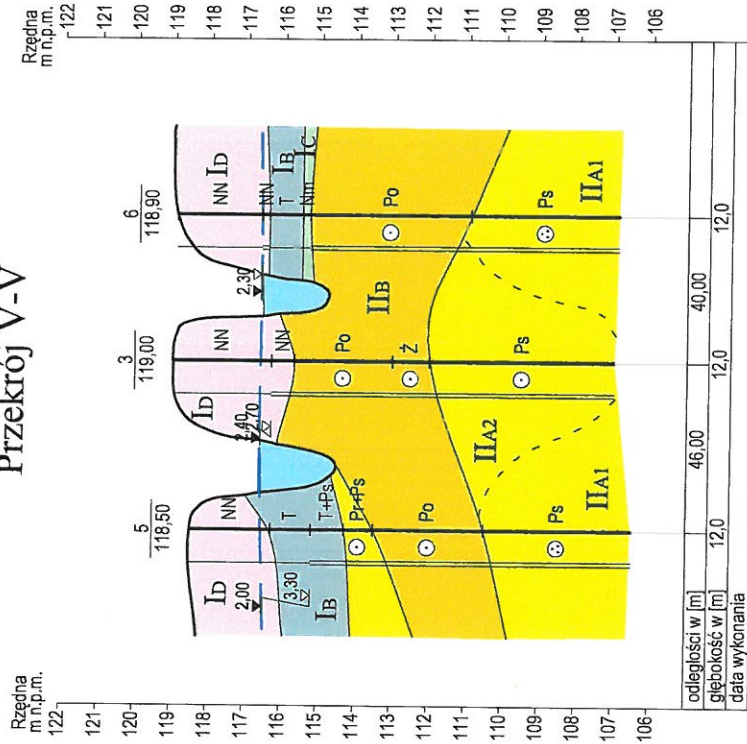 Przekrój V-V
Rzędna
m n.p.m.
122
121
120
119
118
117
116
115
114
113
112
111
110
109
108
107
106
5
118,50
3
119,00
6
118,90
Rzędna
m n.p.m.
122
121
120
119
118
117
116
115
114
113
112
111
110
109
108
107
106
ID
NN
2,00
3,30
T
T+Ps
IB
Pr+Ps
Po
Ps
IIA1
IIA2
ID
2,40
2,70
NN
NN
Po
Ż
Ps
IIB
2,30
NN
ID
NN
T
IB
Nm
IC
Po
Ps
IIA1
odległości w [m]
46,00
40,00
głębokość w [m]
12,0
12,0
12,0
data wykonania